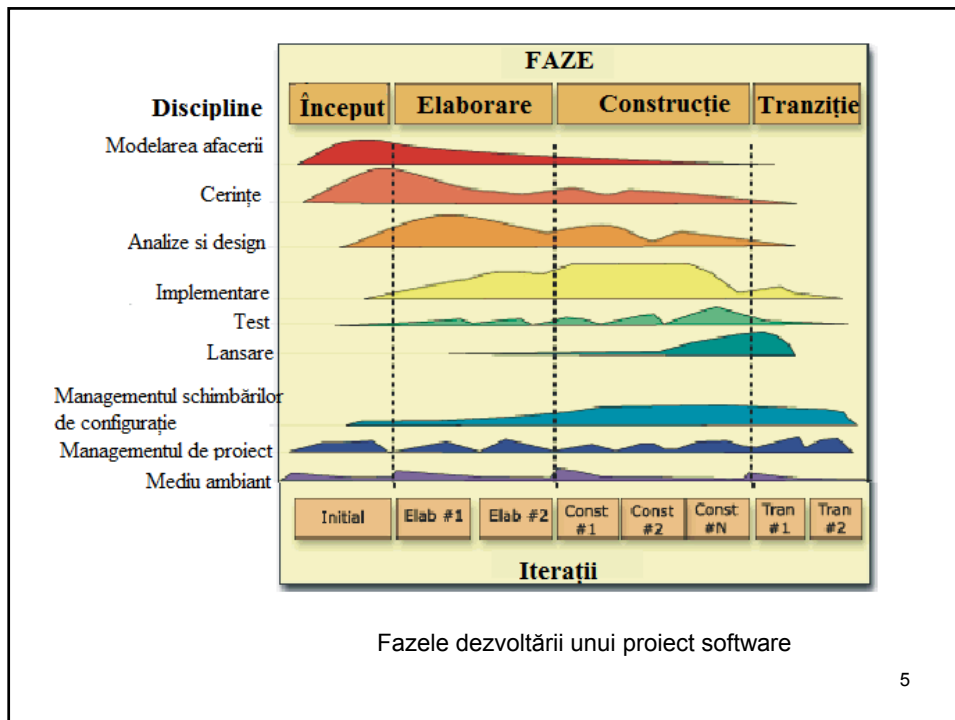 FAZE
Discipline
Început Elaborare Construcție Tranziție
Modelarea afacerii
Cerințe
Analize si design
Implementare
Test
Lansare
Managementul schimbărilor
de configurație
Managementul de proiect
Mediu ambiant
Initial
Elab #1
Elab #2
Const
#1
Const
#2
Const
#N
Tran
#1
Tran
#2
Iterații
Fazele dezvoltării unui proiect software
5